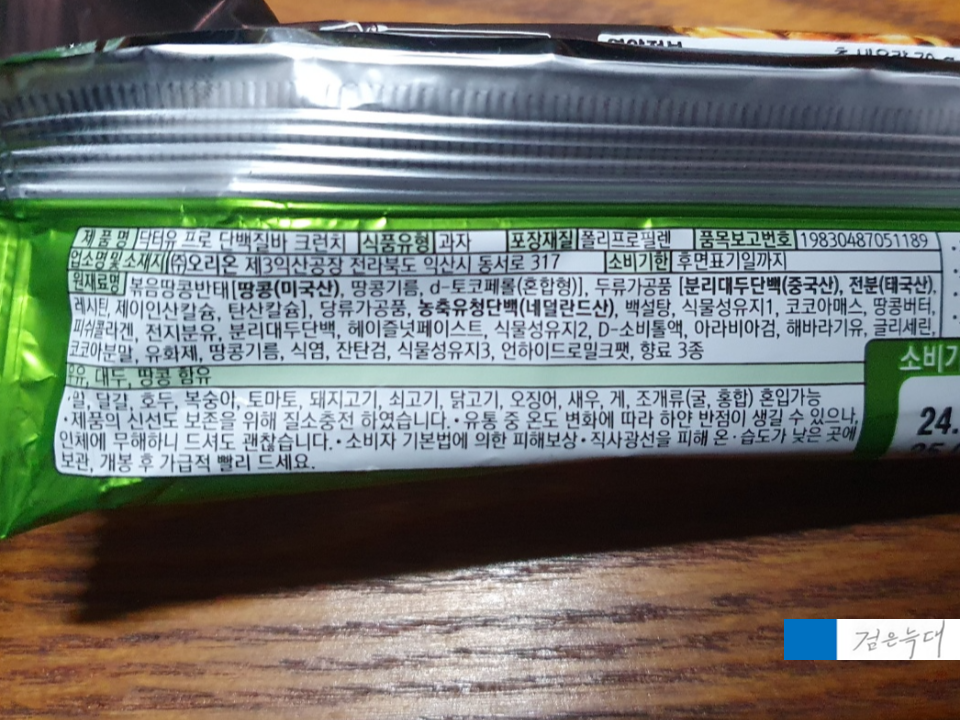 영양정보 총 내용량 70 g
제품명 닥터유 프로 단백질바 크런치 식품유형 과자 포장재질 폴리프로필렌 품목보고번호 19830487051189
업소명 및 소재지 (주)오리온 제3익산공장 전라북도 익산시 동서로 317 소비기한 후면표기일까지
원재료명 볶음땅콩반태[땅콩(미국산), 땅콩기름, d-토코페롤(혼합형)], 두류가공품 [분리대두단백(중국산), 전분(태국산),
레시틴, 제이인산칼슘, 탄산칼슘], 당류가공품, 농축유청단백(네덜란드산), 백설탕, 식물성유지1, 코코아매스, 땅콩버터,
피쉬콜라겐, 전지분유, 분리대두단백, 헤이즐넛페이스트, 식물성유지2, D-소비톨액, 아라비아검, 해바라기유, 글리세린,
코코아분말, 유화제, 땅콩기름, 식염, 잔탄검, 식물성유지3, 언하이드로밀크팻, 향료 3종
우유, 대두, 땅콩 함유
•밀, 달걀, 호두, 복숭아, 토마토, 돼지고기, 쇠고기, 닭고기, 오징어, 새우, 게, 조개류(굴, 홍합) 혼입가능
•제품의 신선도 보존을 위해 질소충전 하였습니다.•유통 중 온도 변화에 따라 하얀 반점이 생길 수 있으나,
인체에 무해하니 드셔도 괜찮습니다.•소비자 기본법에 의한 피해보상•직사광선을 피해 온·습도가 낮은 곳에
보관, 개봉 후 가급적 빨리 드세요.
소비기
24.
검은늑대